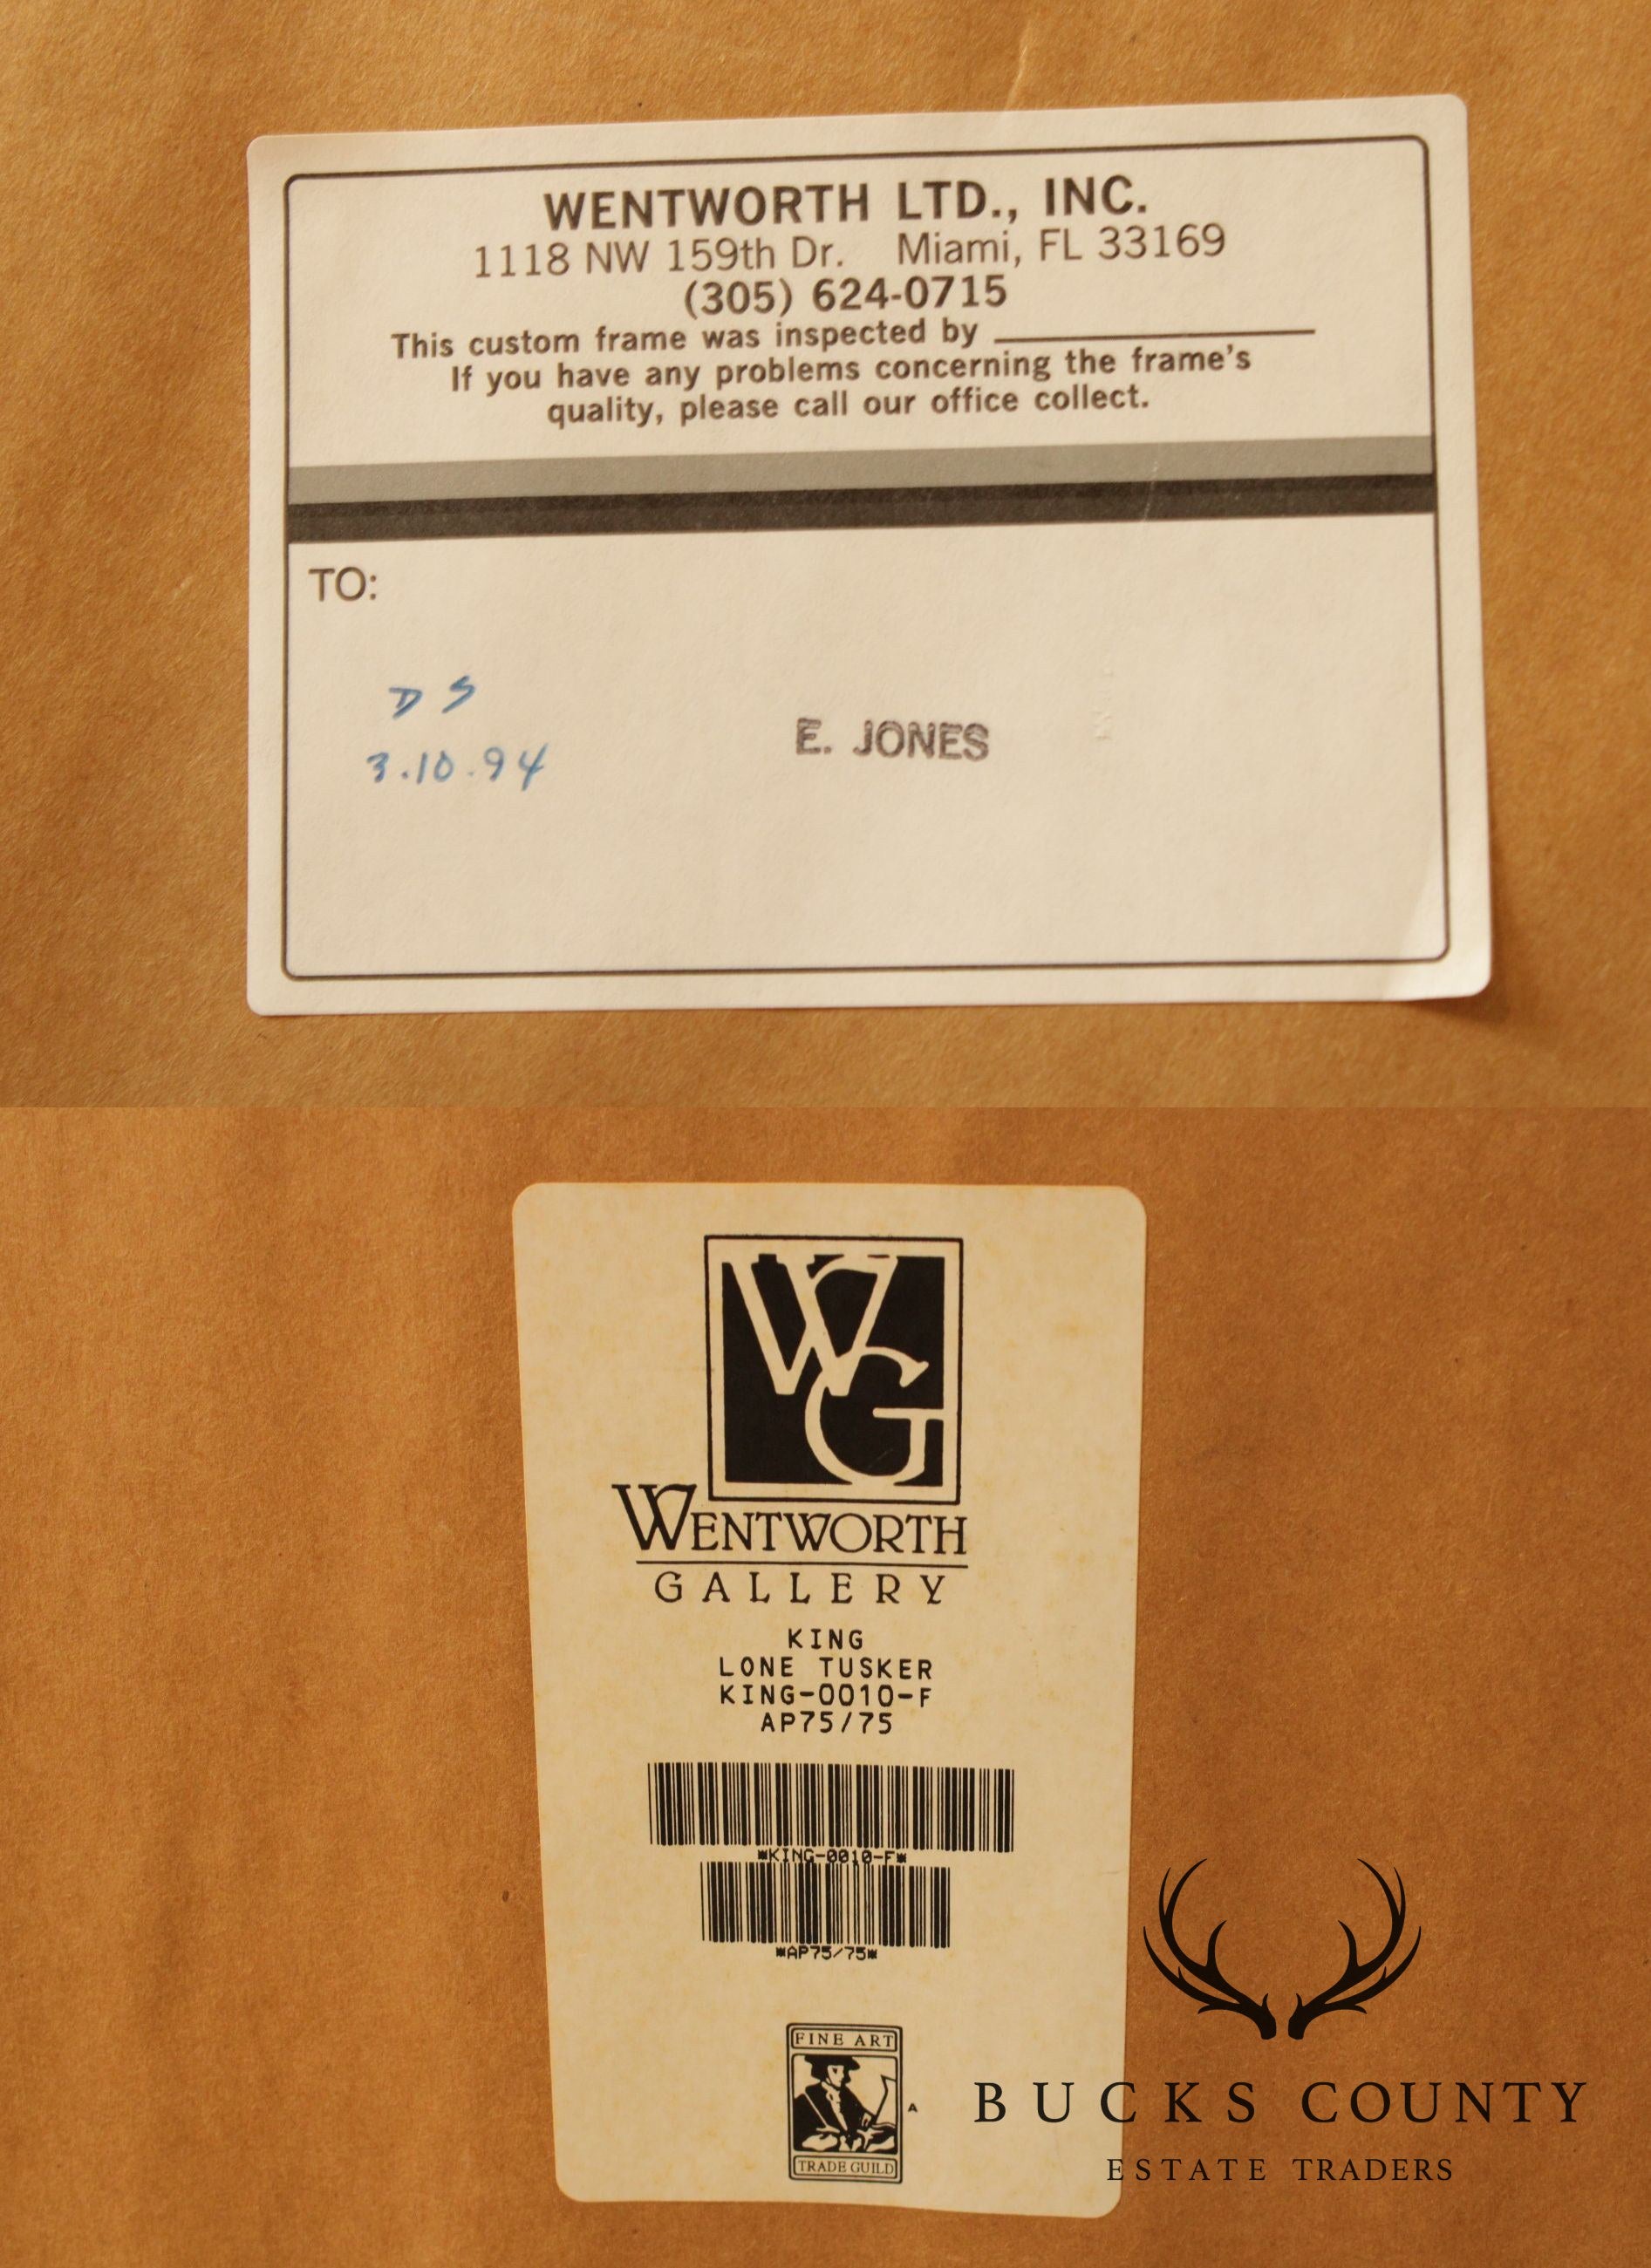 WENTWORTH LTD., INC.
1118 NW 159th Dr. Miami, FL 33169
(305) 624-0715
This custom frame was inspected by
If you have any problems concerning the frame's
quality, please call our office collect.
TO:
D S
3.10.94
E. JONES
WG
WENTWORTH
GALLERY
KING
LONE TUSKER
KING-0010-F
AP75/75
*KING-0010-F*
*AP75/75*
FINE ART
A
TRADE GUILD
BUCKS COUNTY
ESTATE TRADERS